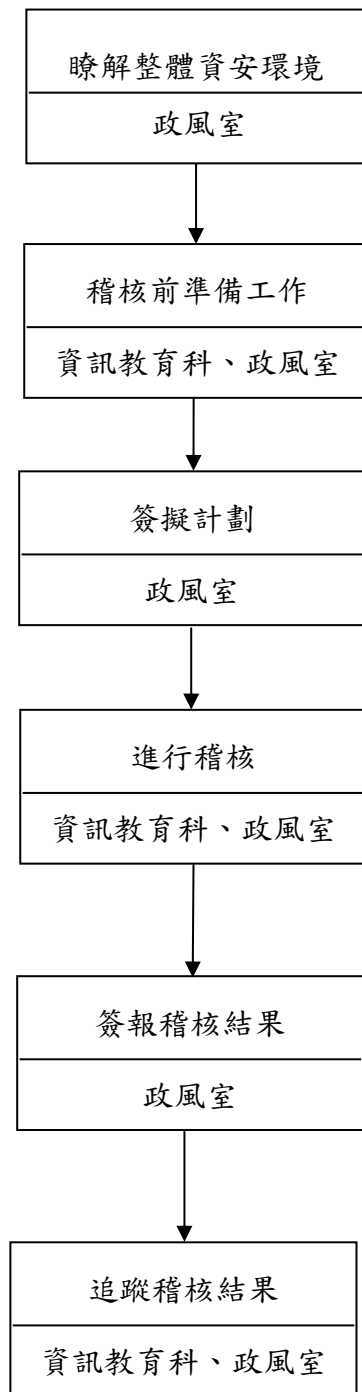 瞭解整體資安環境
政風室
稽核前準備工作
資訊教育科、政風室
簽擬計劃
政風室
進行稽核
資訊教育科、政風室
簽報稽核結果
政風室
追蹤稽核結果
資訊教育科、政風室